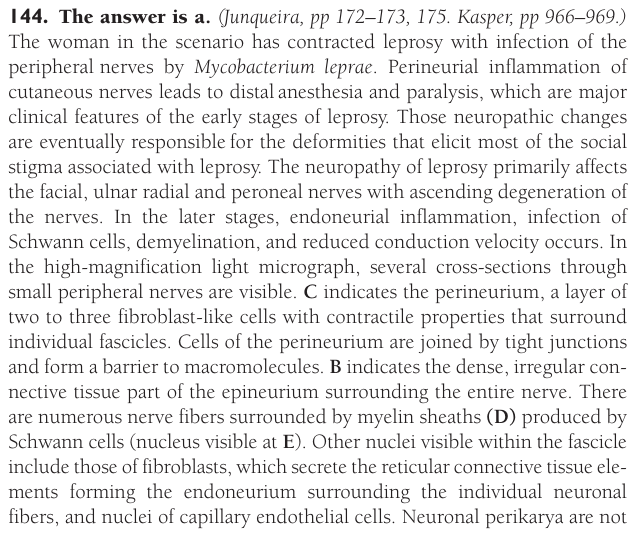 144. The answer is a. (Junqueira, pp 172–173, 175. Kasper, pp 966–969.)
The woman in the scenario has contracted leprosy with infection of the
peripheral nerves by Mycobacterium leprae. Perineurial inflammation of
cutaneous nerves leads to distal anesthesia and paralysis, which are major
clinical features of the early stages of leprosy. Those neuropathic changes
are eventually responsible for the deformities that elicit most of the social
stigma associated with leprosy. The neuropathy of leprosy primarily affects
the facial, ulnar radial and peroneal nerves with ascending degeneration of
the nerves. In the later stages, endoneurial inflammation, infection of
Schwann cells, demyelination, and reduced conduction velocity occurs. In
the high-magnification light micrograph, several cross-sections through
small peripheral nerves are visible. C indicates the perineurium, a layer of
two to three fibroblast-like cells with contractile properties that surround
individual fascicles. Cells of the perineurium are joined by tight junctions
and form a barrier to macromolecules. B indicates the dense, irregular con-
nective tissue part of the epineurium surrounding the entire nerve. There
are numerous nerve fibers surrounded by myelin sheaths (D) produced by
Schwann cells (nucleus visible at E). Other nuclei visible within the fascicle
include those of fibroblasts, which secrete the reticular connective tissue ele-
ments forming the endoneurium surrounding the individual neuronal
fibers, and nuclei of capillary endothelial cells. Neuronal perikarya are not